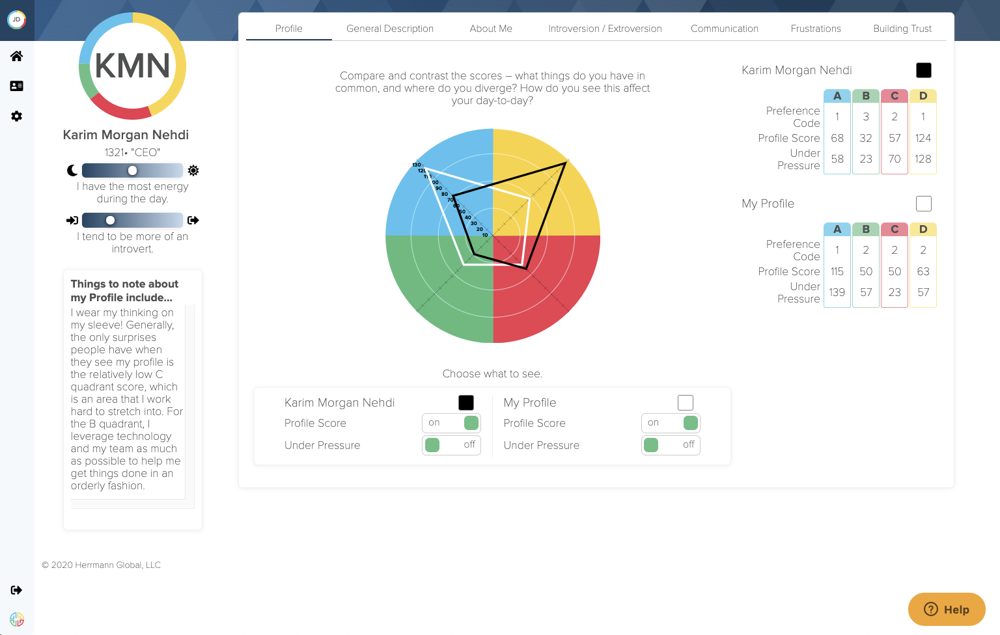 JD
KMN
Karim Morgan Nehdi
1321• "CEO"
I have the most energy
during the day.
I tend to be more of an
introvert.
Things to note about
my Profile include...
I wear my thinking on
my sleeve! Generally,
the only surprises
people have when
they see my profile is
the relatively low C
quadrant score, which
is an area that I work
hard to stretch into. For
the B quadrant, I
leverage technology
and my team as much
as possible to help me
get things done in an
orderly fashion.
© 2020 Herrmann Global, LLC
Profile General Description About Me Introversion / Extroversion Communication Frustrations Building Trust
Compare and contrast the scores – what things do you have in
common, and where do you diverge? How do you see this affect
your day-to-day?
130
90
80
70
40
30
20
10
Choose what to see.
Karim Morgan Nehdi
Profile Score on
Under Pressure off
My Profile
Profile Score on
Under Pressure off
Karim Morgan Nehdi
A B C D
Preference
Code 1 3 2 1
Profile Score 68 32 57 124
Under
Pressure 58 23 70 128
My Profile
A B C D
Preference
Code 1 2 2 2
Profile Score 115 50 50 63
Under
Pressure 139 57 23 57
Help